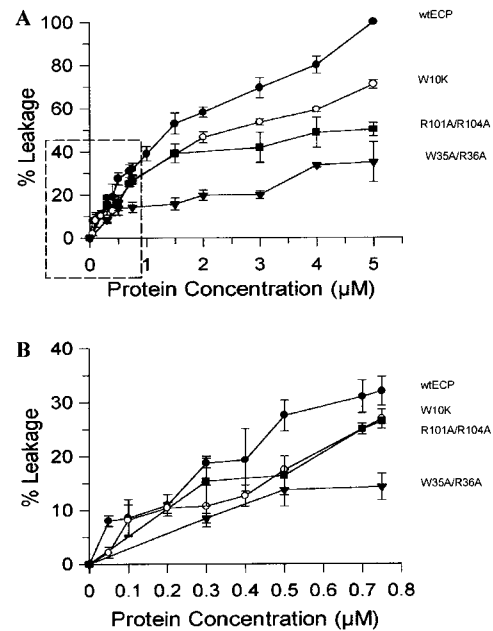 A
100
80
60
40
20
0
% Leakage
0 1 2 3 4 5
Protein Concentration (µM)
wtECP
W10K
R101A/R104A
W35A/R36A
B
40
30
20
10
0
% Leakage
0 0.1 0.2 0.3 0.4 0.5 0.6 0.7 0.8
Protein Concentration (µM)
wtECP
W10K
R101A/R104A
W35A/R36A